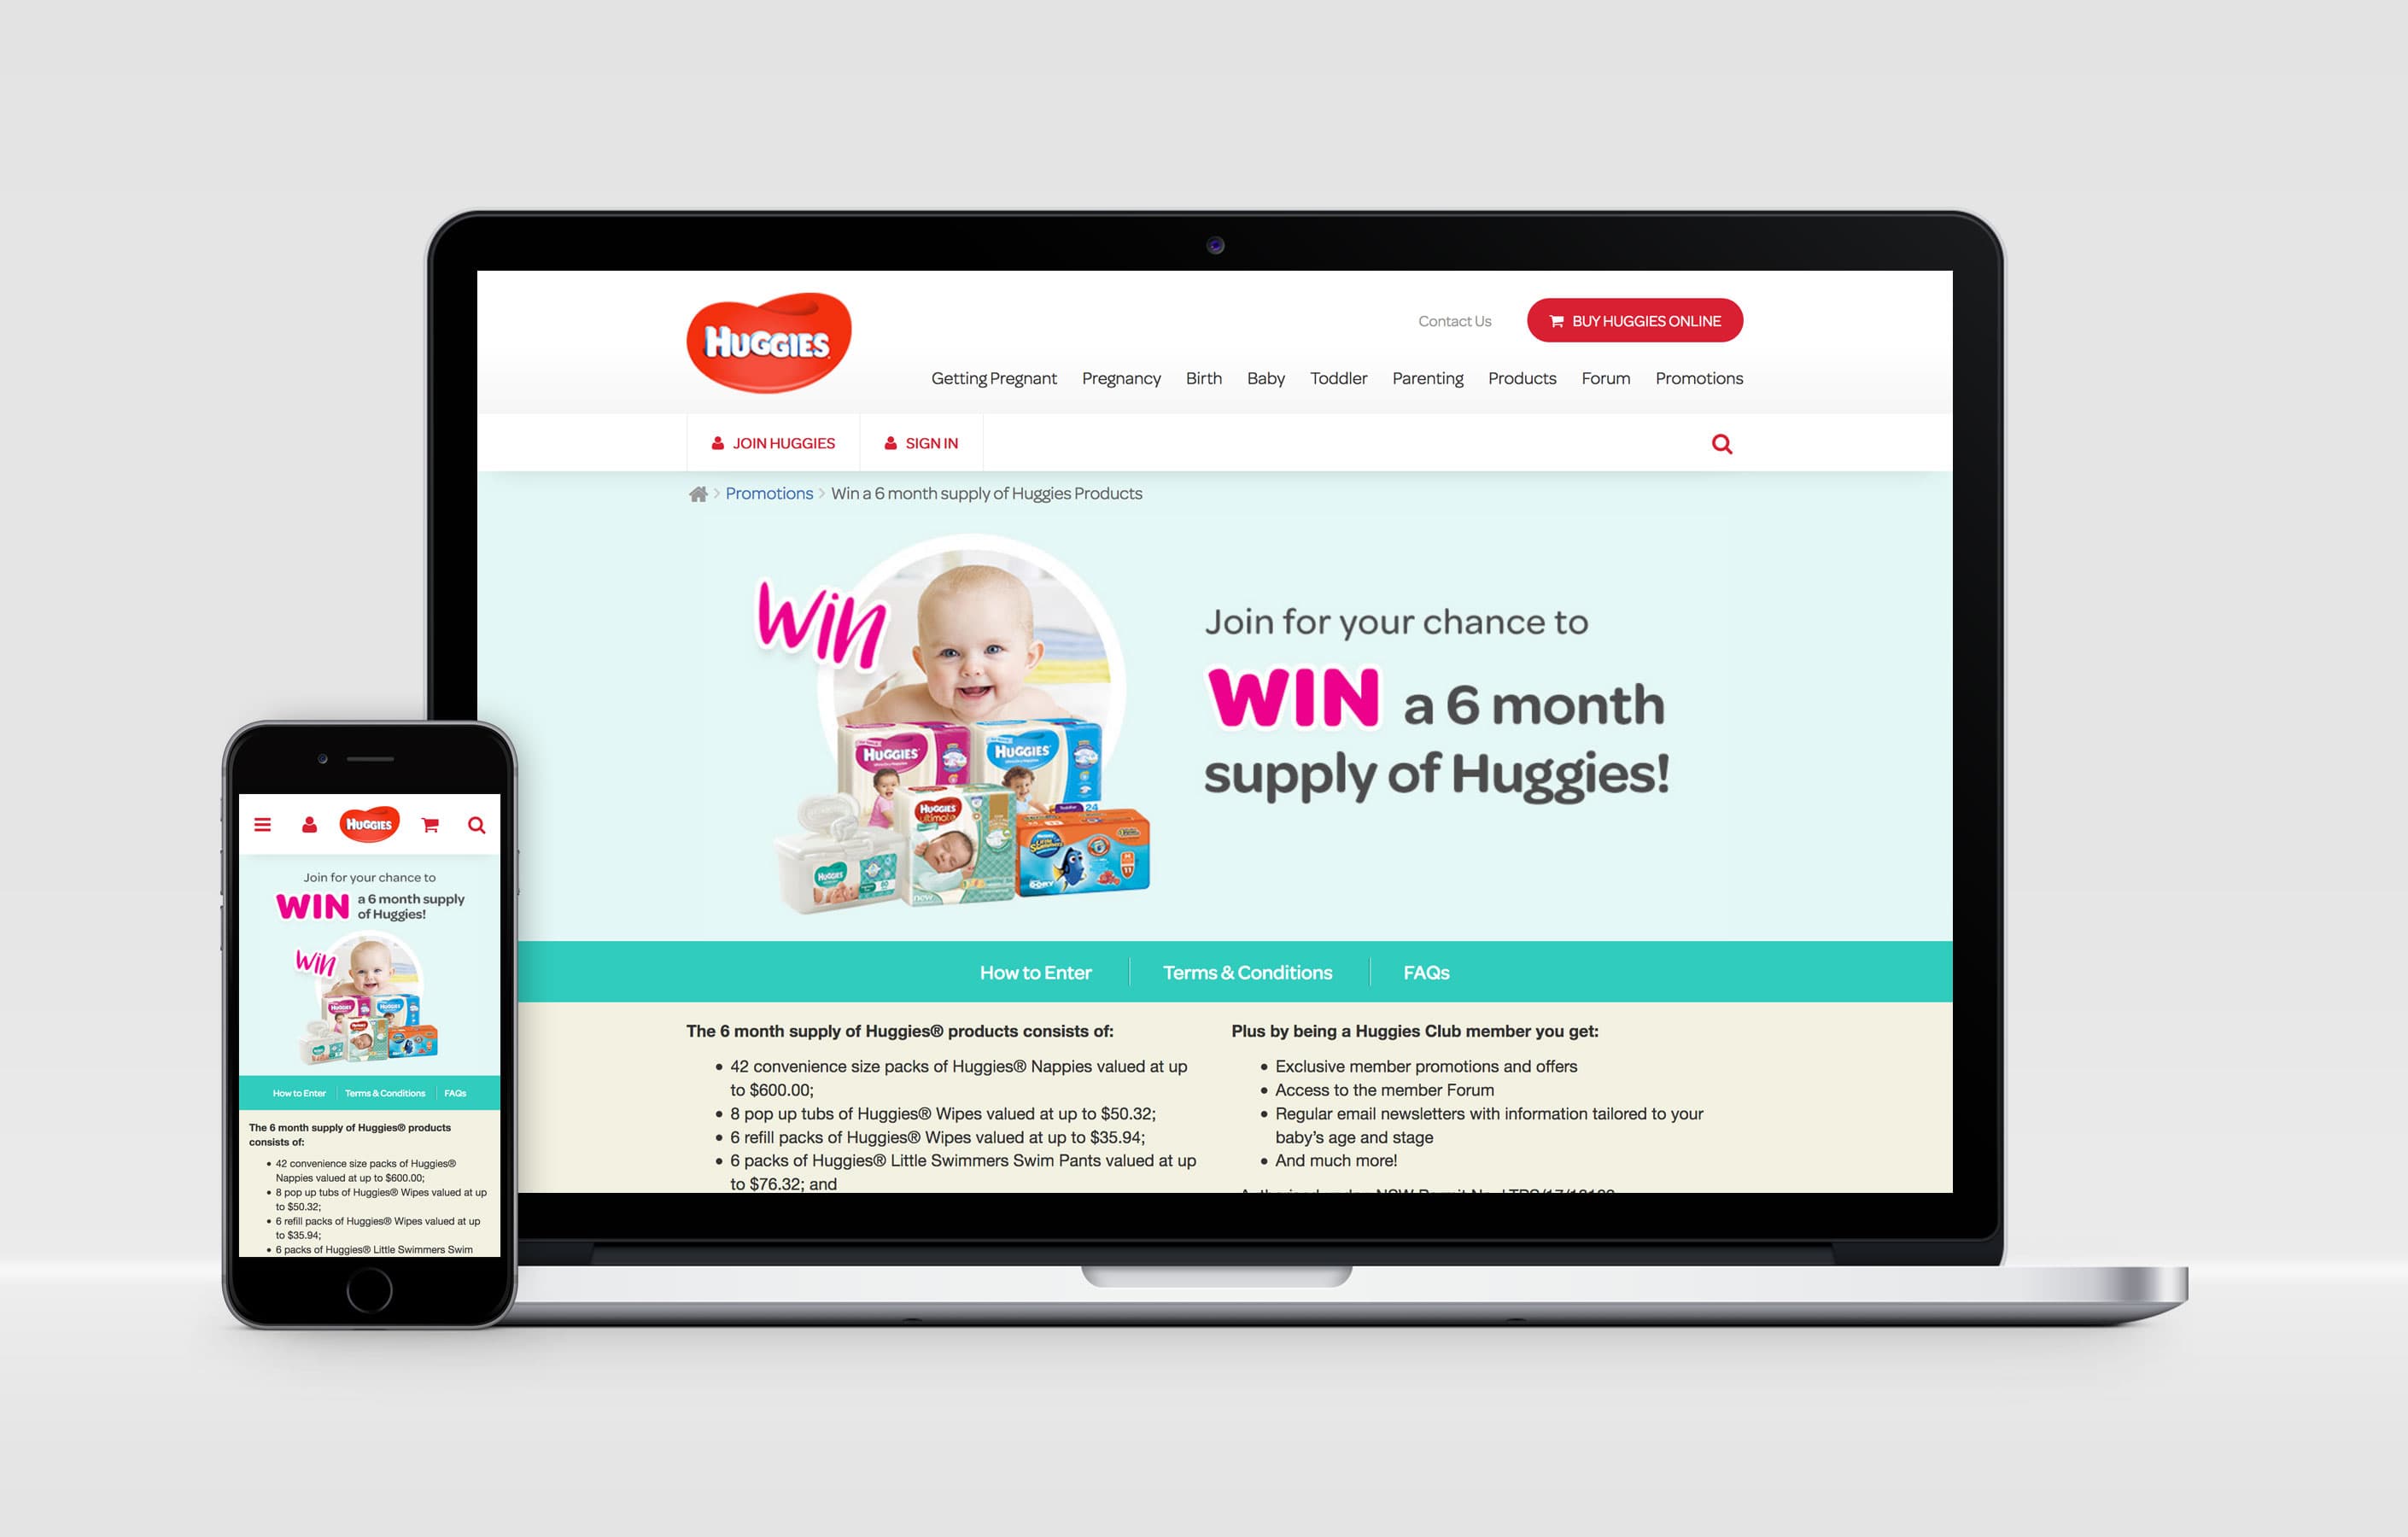 HUGGIES
Contact Us
BUY HUGGIES ONLINE
Getting Pregnant Pregnancy Birth Baby Toddler Parenting Products Forum Promotions
JOIN HUGGIES
SIGN IN
Promotions > Win a 6 month supply of Huggies Products
Win
Join for your chance to
WIN a 6 month
supply of Huggies!
HUGGIES
HUGGIES
HUGGIES
ultimate
24
HUGGIES
Little
Swimmers
M
11
new
How to Enter
Terms & Conditions
FAQs
The 6 month supply of Huggies® products consists of:
• 42 convenience size packs of Huggies® Nappies valued at up
to $600.00;
• 8 pop up tubs of Huggies® Wipes valued at up to $50.32;
• 6 refill packs of Huggies® Wipes valued at up to $35.94;
• 6 packs of Huggies® Little Swimmers Swim Pants valued at up
to $76.32; and
Plus by being a Huggies Club member you get:
• Exclusive member promotions and offers
• Access to the member Forum
• Regular email newsletters with information tailored to your
baby's age and stage
• And much more!
HUGGIES
Join for your chance to
WIN a 6 month supply
of Huggies!
Win
How to Enter
Terms & Conditions
FAQs
The 6 month supply of Huggies® products
consists of:
• 42 convenience size packs of Huggies®
Nappies valued at up to $600.00;
• 8 pop up tubs of Huggies® Wipes valued at up
to $50.32;
• 6 refill packs of Huggies® Wipes valued at up
to $35.94;
• 6 packs of Huggies® Little Swimmers Swim